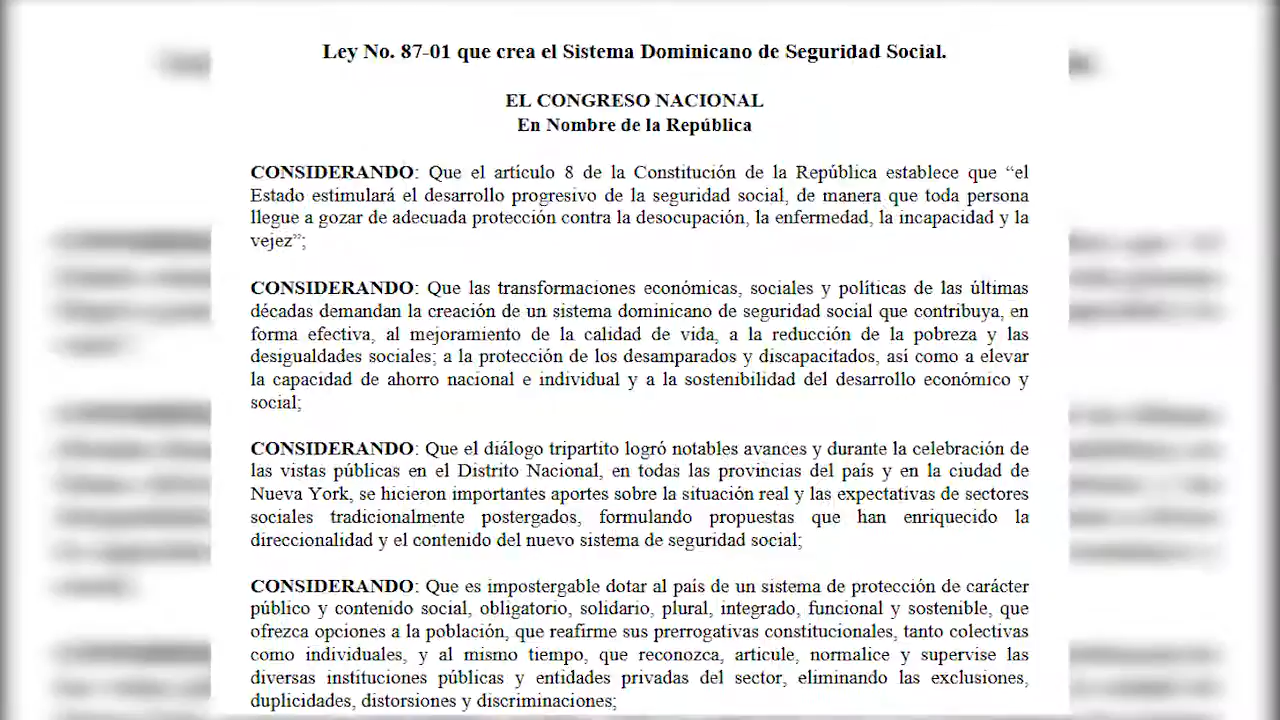 Ley No. 87-01 que crea el Sistema Dominicano de Seguridad Social.
EL CONGRESO NACIONAL
En Nombre de la República
CONSIDERANDO: Que el artículo 8 de la Constitución de la República establece que “el
Estado estimulará el desarrollo progresivo de la seguridad social, de manera que toda persona
llegue a gozar de adecuada protección contra la desocupación, la enfermedad, la incapacidad y la
vejez”;
CONSIDERANDO: Que las transformaciones económicas, sociales y políticas de las últimas
décadas demandan la creación de un sistema dominicano de seguridad social que contribuya, en
forma efectiva, al mejoramiento de la calidad de vida, a la reducción de la pobreza y las
desigualdades sociales; a la protección de los desamparados y discapacitados, así como a elevar
la capacidad de ahorro nacional e individual y a la sostenibilidad del desarrollo económico y
social;
CONSIDERANDO: Que el diálogo tripartito logró notables avances y durante la celebración de
las vistas públicas en el Distrito Nacional, en todas las provincias del país y en la ciudad de
Nueva York, se hicieron importantes aportes sobre la situación real y las expectativas de sectores
sociales tradicionalmente postergados, formulando propuestas que han enriquecido la
direccionalidad y el contenido del nuevo sistema de seguridad social;
CONSIDERANDO: Que es impostergable dotar al país de un sistema de protección de carácter
público y contenido social, obligatorio, solidario, plural, integrado, funcional y sostenible, que
ofrezca opciones a la población, que reafirme sus prerrogativas constitucionales, tanto colectivas
como individuales, y al mismo tiempo, que reconozca, articule, normalice y supervise las
diversas instituciones públicas y entidades privadas del sector, eliminando las exclusiones,
duplicidades, distorsiones y discriminaciones;